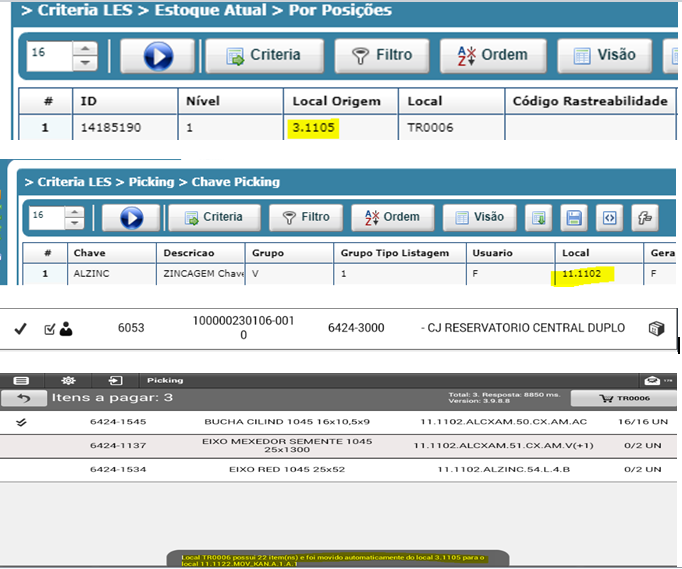 > Criteria LES > Estoque Atual > Por Posições
16 Criteria Filtro Ordem Visão
# ID Nível Local Origem Local Código Rastreabilidade
1 14185190 1 3.1105 TR0006
> Criteria LES > Picking > Chave Picking
16 Criteria Filtro Ordem Visão
# Chave Descricao Grupo Grupo Tipo Listagem Usuario Local Gera
1 ALZINC ZINCAGEM Chave V 1 F 11.1102 F
6053 100000230106-001 6424-3000 - CJ RESERVATORIO CENTRAL DUPLO
0
Picking
Itens a pagar: 3 Total: 3. Resposta: 8850 ms. TR0006
Version: 3.9.8.8
6424-1545 BUCHA CILIND 1045 16x10,5x9 11.1102.ALCXAM.50.CX.AM.AC 16/16 UN
6424-1137 EIXO MEXEDOR SEMENTE 1045 11.1102.ALCXAM.51.CX.AM.V(+1) 0/2 UN
25x1300
6424-1534 EIXO RED 1045 25x52 11.1102.ALZINC.54.L.4.B 0/2 UN
Local TR0006 possui 22 item(ns) e foi movido automaticamente do local 3.1105 para o
local 11.1122.MOV_KAN.A.1.A.1